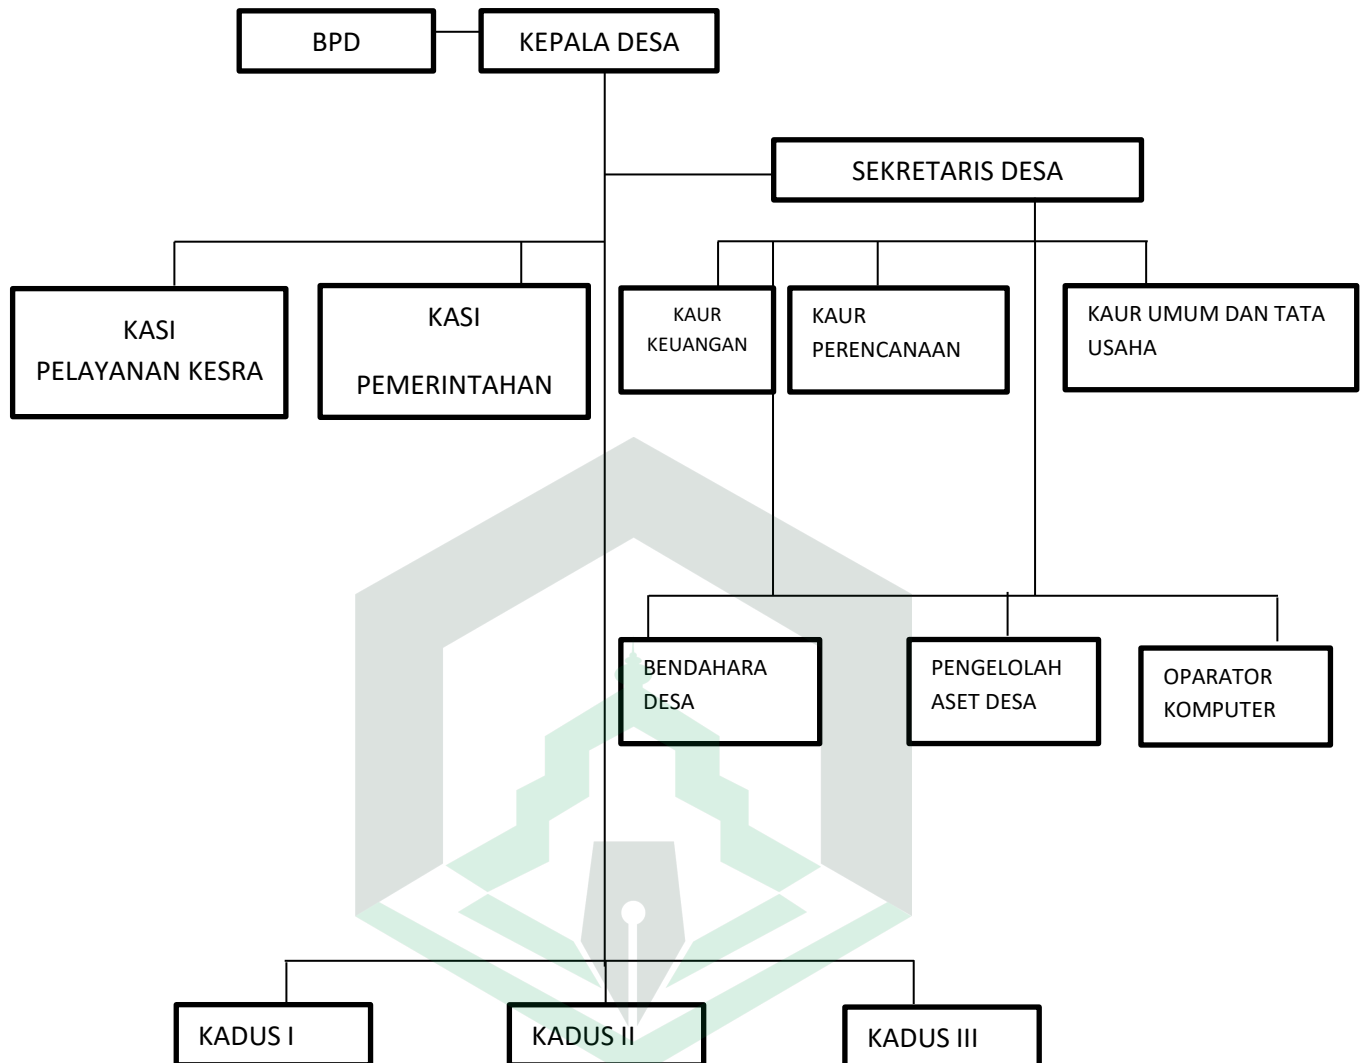 BPD
KEPALA DESA
SEKRETARIS DESA
KASI
PELAYANAN KESRA
KASI
PEMERINTAHAN
KAUR
KEUANGAN
KAUR
PERENCANAAN
KAUR UMUM DAN TATA
USAHA
BENDAHARA
DESA
PENGELOLAH
ASET DESA
OPARATOR
KOMPUTER
KADUS I
KADUS II
KADUS III